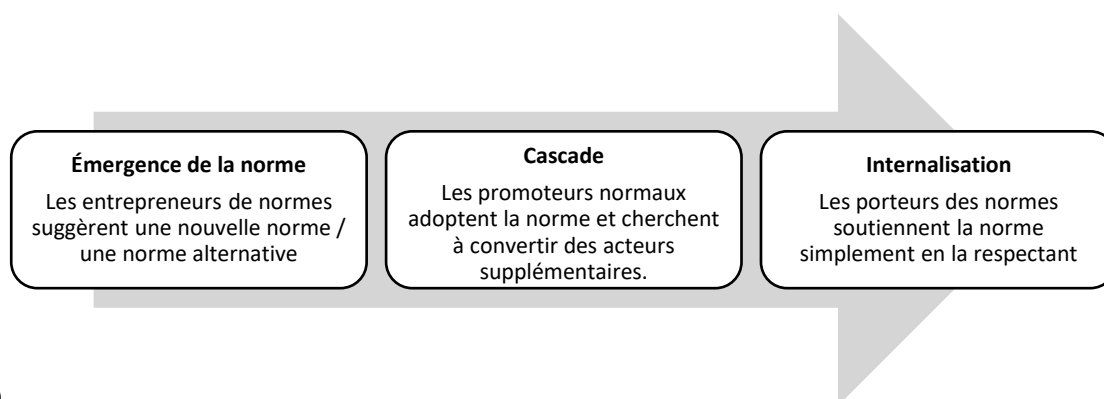 Émergence de la norme
Les entrepreneurs de normes
suggèrent une nouvelle norme /
une norme alternative
Cascade
Les promoteurs normaux
adoptent la norme et cherchent
à convertir des acteurs
supplémentaires.
Internalisation
Les porteurs des normes
soutiennent la norme
simplement en la respectant